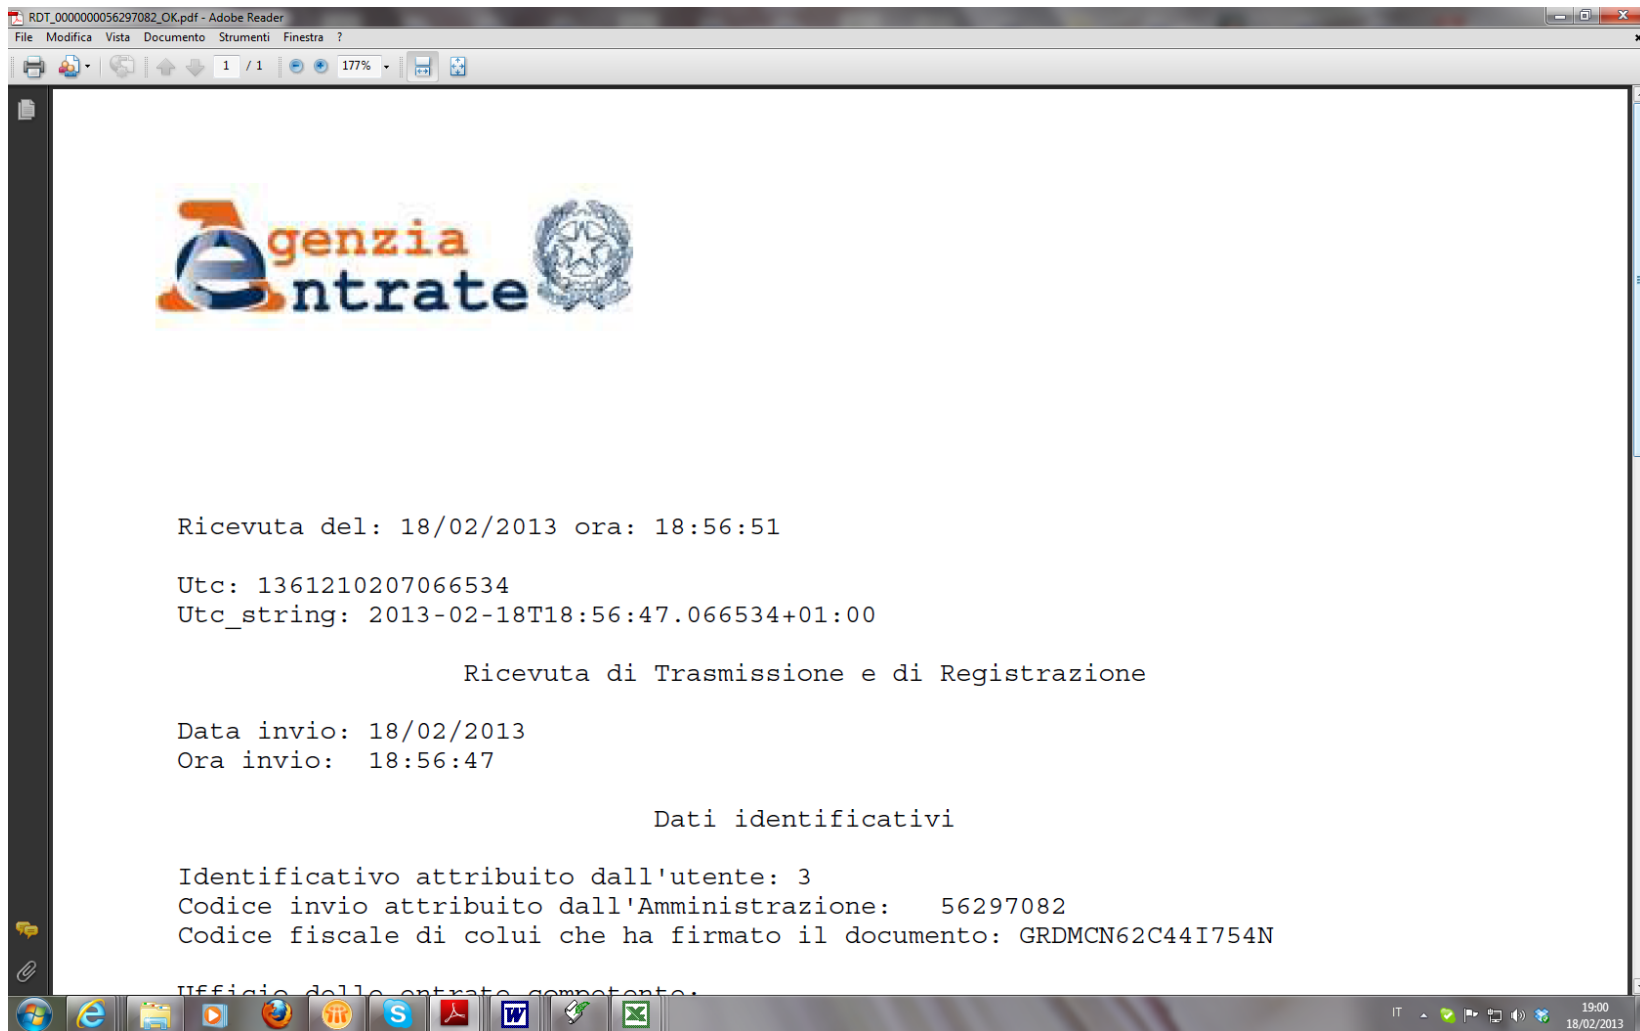 RDT_0000000056297082_OK.pdf - Adobe Reader
File Modifica Vista Documento Strumenti Finestra ?
1 / 1 177%
Agenzia
entrate
Ricevuta del: 18/02/2013 ora: 18:56:51
Utc: 1361210207066534
Utc_string: 2013-02-18T18:56:47.066534+01:00
Ricevuta di Trasmissione e di Registrazione
Data invio: 18/02/2013
Ora invio: 18:56:47
Dati identificativi
Identificativo attribuito dall'utente: 3
Codice invio attribuito dall'Amministrazione: 56297082
Codice fiscale di colui che ha firmato il documento: GRDMCN62C44I754N
Ufficio delle entrate competente:
IT 19:00
18/02/2013